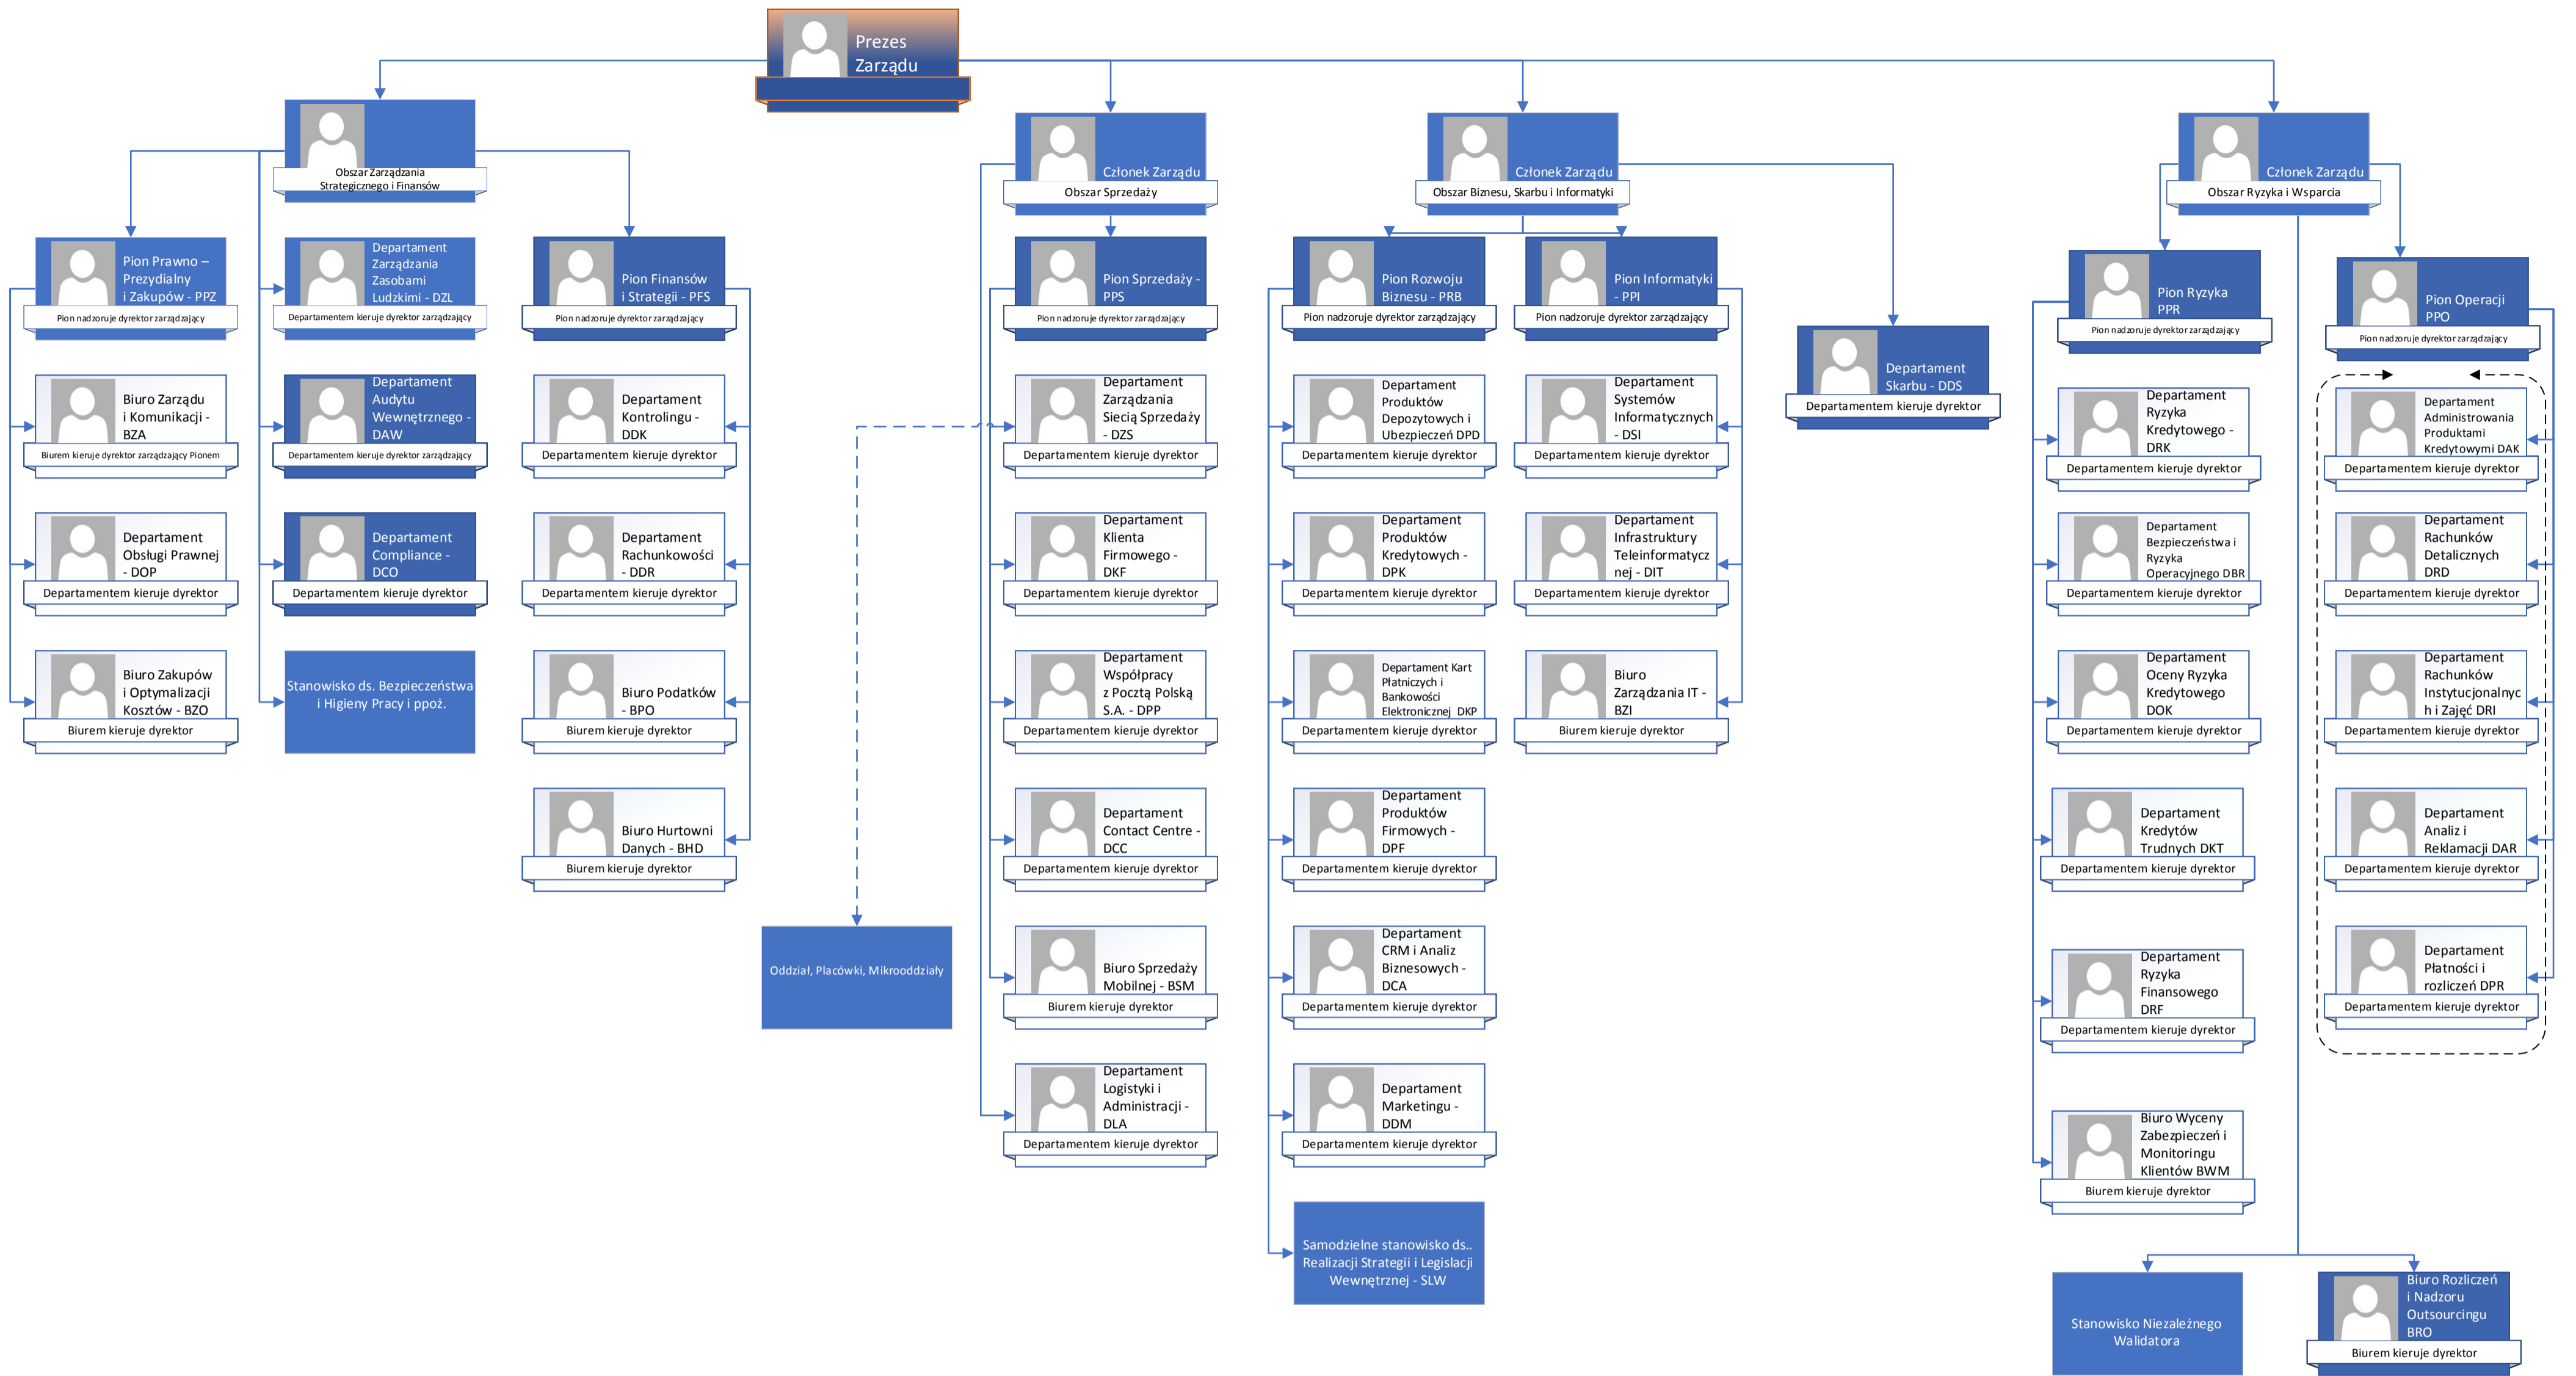 Prezes
Zarządu
Obszar Zarządzania
Strategicznego i Finansów
Pion Prawno –
Prezydialny
i Zakupów - PPZ
Pion nadzoruje dyrektor zarządzający
Biuro Zarządu
i Komunikacji -
BZA
Biurem kieruje dyrektor zarządzający Pionem
Departament
Obsługi Prawnej
- DOP
Departamentem kieruje dyrektor
Biuro Zakupów
i Optymalizacji
Kosztów - BZO
Biurem kieruje dyrektor
Departament
Zarządzania
Zasobami
Ludzkimi - DZL
Departamentem kieruje dyrektor zarządzający
Departament
Audytu
Wewnętrznego -
DAW
Departamentem kieruje dyrektor zarządzający
Departament
Compliance -
DCO
Departamentem kieruje dyrektor
Stanowisko ds. Bezpieczeństwa
i Higieny Pracy i ppoż.
Pion Finansów
i Strategii - PFS
Pion nadzoruje dyrektor zarządzający
Departament
Kontrolingu -
DDK
Departamentem kieruje dyrektor
Departament
Rachunkowości
- DDR
Departamentem kieruje dyrektor
Biuro Podatków
- BPO
Biurem kieruje dyrektor
Biuro Hurtowni
Danych - BHD
Biurem kieruje dyrektor
Członek Zarządu
Obszar Sprzedaży
Pion Sprzedaży -
PPS
Pion nadzoruje dyrektor zarządzający
Departament
Zarządzania
Siecią Sprzedaży
- DZS
Departamentem kieruje dyrektor
Oddział, Placówki, Mikrooddziały
Departament
Klienta
Firmowego -
DKF
Departamentem kieruje dyrektor
Departament
Współpracy
z Pocztą Polską
S.A. - DPP
Departamentem kieruje dyrektor
Departament
Contact Centre -
DCC
Departamentem kieruje dyrektor
Biuro Sprzedaży
Mobilnej - BSM
Biurem kieruje dyrektor
Departament
Logistyki i
Administracji -
DLA
Departamentem kieruje dyrektor
Członek Zarządu
Obszar Biznesu, Skarbu i Informatyki
Pion Rozwoju
Biznesu - PRB
Pion nadzoruje dyrektor zarządzający
Departament
Produktów
Depozytowych i
Ubezpieczeń DPD
Departamentem kieruje dyrektor
Departament
Produktów
Kredytowych -
DPK
Departamentem kieruje dyrektor
Departament Kart
Płatniczych i
Bankowości
Elektronicznej DKP
Departamentem kieruje dyrektor
Departament
Produktów
Firmowych -
DPF
Departamentem kieruje dyrektor
Departament
CRM i Analiz
Biznesowych -
DCA
Departamentem kieruje dyrektor
Departament
Marketingu -
DDM
Departamentem kieruje dyrektor
Samodzielne stanowisko ds..
Realizacji Strategii i Legislacji
Wewnętrznej - SLW
Pion Informatyki
- PPI
Pion nadzoruje dyrektor zarządzający
Departament
Systemów
Informatycznych
- DSI
Departamentem kieruje dyrektor
Departament
Infrastruktury
Teleinformatycz
nej - DIT
Departamentem kieruje dyrektor
Biuro
Zarządzania IT -
BZI
Biurem kieruje dyrektor
Departament
Skarbu - DDS
Departamentem kieruje dyrektor
Członek Zarządu
Obszar Ryzyka i Wsparcia
Pion Ryzyka
PPR
Pion nadzoruje dyrektor zarządzający
Departament
Ryzyka
Kredytowego -
DRK
Departamentem kieruje dyrektor
Departament
Bezpieczeństwa i
Ryzyka
Operacyjnego DBR
Departamentem kieruje dyrektor
Departament
Oceny Ryzyka
Kredytowego
DOK
Departamentem kieruje dyrektor
Departament
Kredytów
Trudnych DKT
Departamentem kieruje dyrektor
Departament
Ryzyka
Finansowego
DRF
Departamentem kieruje dyrektor
Biuro Wyceny
Zabezpieczeń i
Monitoringu
Klientów BWM
Biurem kieruje dyrektor
Pion Operacji
PPO
Pion nadzoruje dyrektor zarządzający
Departament
Administrowania
Produktami
Kredytowymi DAK
Departamentem kieruje dyrektor
Departament
Rachunków
Detalicznych
DRD
Departamentem kieruje dyrektor
Departament
Rachunków
Instytucjonalnyc
h i Zajęć DRI
Departamentem kieruje dyrektor
Departament
Analiz i
Reklamacji DAR
Departamentem kieruje dyrektor
Departament
Płatności i
rozliczeń DPR
Departamentem kieruje dyrektor
Stanowisko Niezależnego
Walidatora
Biuro Rozliczeń
i Nadzoru
Outsourcingu
BRO
Biurem kieruje dyrektor